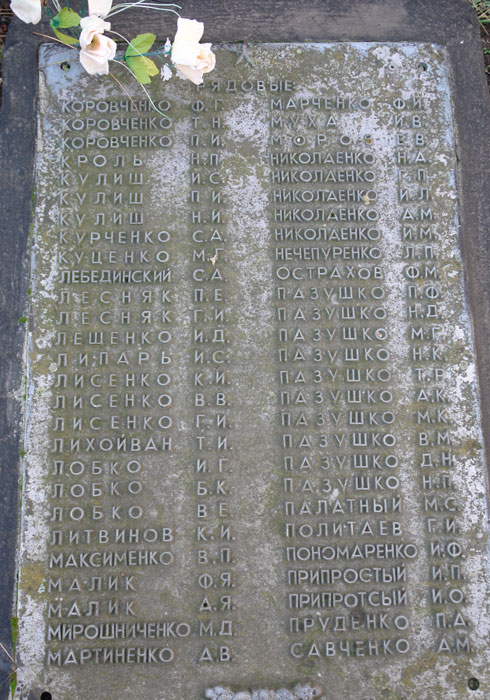 РЯДОВЫЕ
КОРОВЧЕНКО Ф.Г.
КОРОВЧЕНКО Т.Н.
КОРОВЧЕНКО П.И.
КРОЛЬ Н.П.
КУЛИШ И.С.
КУЛИШ П.И.
КУЛИШ Н.И.
КУРЧЕНКО С.А.
КУЦЕНКО М.
ЛЕБЕДИНСКИЙ С.А.
ЛЕСНЯК П.Е.
ЛЕСНЯК Г.И.
ЛЕЩЕНКО И.Д.
ЛИПАРЬ И.С.
ЛИСЕНКО К.И.
ЛИСЕНКО В.В.
ЛИСЕНКО Г.И.
ЛИХОЙВАН Т.И.
ЛОБКО И.Г.
ЛОБКО Б.К.
ЛОБКО В.Е.
ЛИТВИНОВ К.И.
МАКСИМЕНКО В.П.
МАЛИК Ф.Я.
МАЛИК А.Я.
МИРОШНИЧЕНКО М.Д.
МАРТИНЕНКО А.В.
МАРЧЕНКО Ф.И.
МУХА И.В.
МОРОЗ Е.В.
НИКОЛАЕНКО Н.А.
НИКОЛАЕНКО Г.П.
НИКОЛАЕНКО И.Л.
НИКОЛАЕНКО А.М.
НИКОЛАЕНКО И.М.
НЕЧЕПУРЕНКО Л.П.
ОСТРАХОВ Ф.М.
ПАЗУШКО П.Ф.
ПАЗУШКО Н.Д.
ПАЗУШКО М.Г.
ПАЗУШКО Н.К.
ПАЗУШКО Т.Р.
ПАЗУШКО А.К.
ПАЗУШКО М.К.
ПАЗУШКО В.М.
ПАЗУШКО Д.Н.
ПАЗУШКО Н.П.
ПАЛАТНЫЙ М.С.
ПОЛИТАЕВ Г.И.
ПОНОМАРЕНКО И.Ф.
ПРИПРОСТЫЙ И.П.
ПРИПРОТСЫЙ И.О.
ПРУДЕНКО П.А.
САВЧЕНКО А.М.